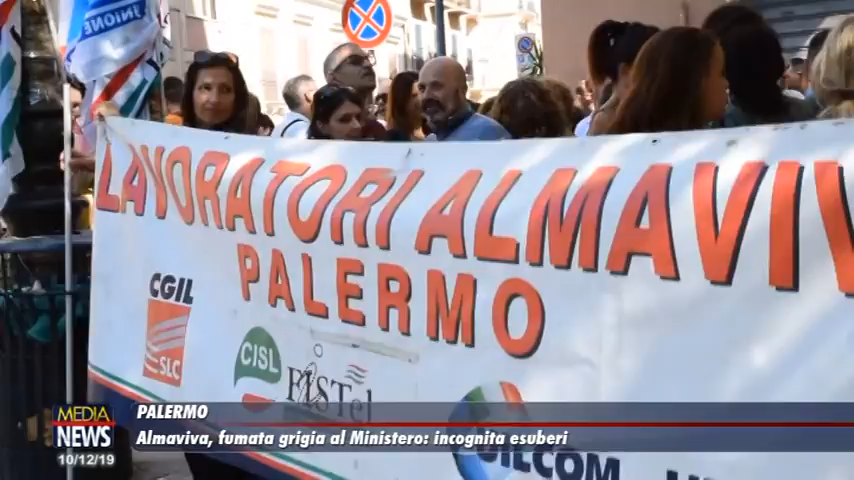 UNIONE
LAVORATORI ALMAVIV
PALERMO
CGIL
SLC
CISL
FISTel
UILCOM
MEDIA
NEWS
10/12/19
PALERMO
Almaviva, fumata grigia al Ministero: incognita esuberi